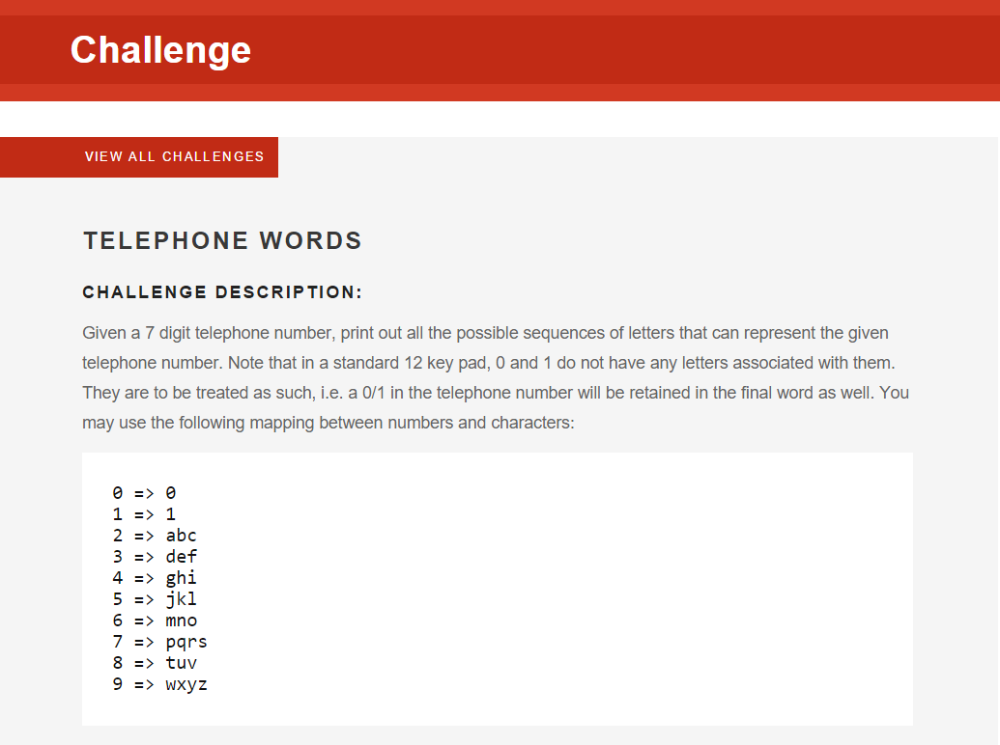 Challenge
VIEW ALL CHALLENGES
TELEPHONE WORDS
CHALLENGE DESCRIPTION:
Given a 7 digit telephone number, print out all the possible sequences of letters that can represent the given
telephone number. Note that in a standard 12 key pad, 0 and 1 do not have any letters associated with them.
They are to be treated as such, i.e. a 0/1 in the telephone number will be retained in the final word as well. You
may use the following mapping between numbers and characters:
0 => 0
1 => 1
2 => abc
3 => def
4 => ghi
5 => jkl
6 => mno
7 => pqrs
8 => tuv
9 => wxyz